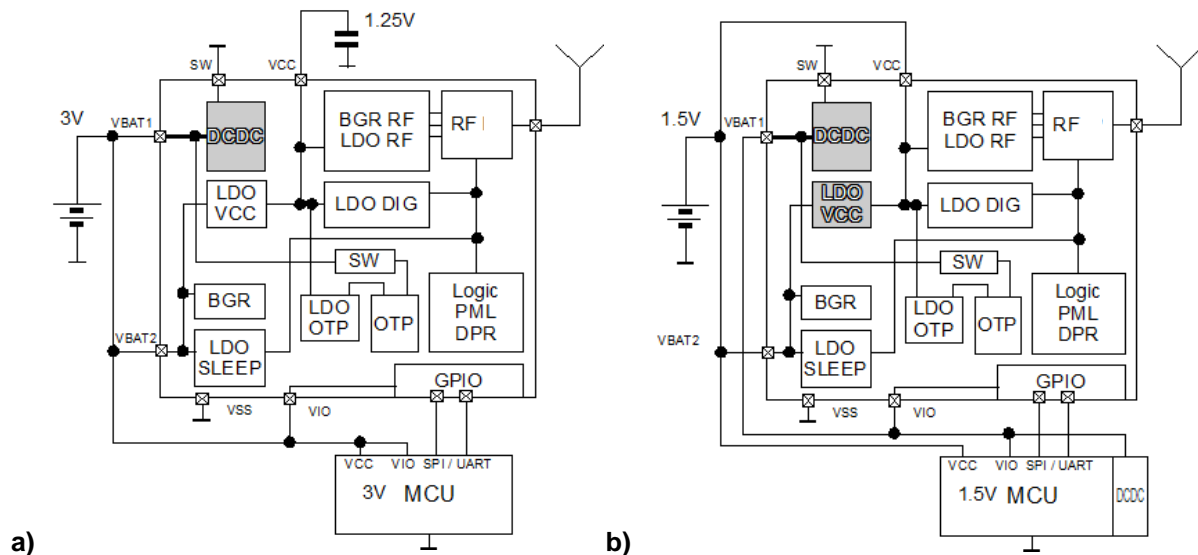 1.25V
SW
VCC
3V
VBAT1
DCDC
BGR RF
LDO RF
RF
LDO
VCC
LDO DIG
SW
BGR
LDO
OTP
OTP
Logic
PML
DPR
VBAT2
LDO
SLEEP
GPIO
VSS
VIO
VCC VIO SPI / UART
3V MCU
a)
SW
VCC
1.5V
VBAT1
DCDC
BGR RF
LDO RF
RF
LDO
VCC
LDO DIG
SW
BGR
LDO
OTP
OTP
Logic
PML
DPR
VBAT2
LDO
SLEEP
GPIO
VSS
VIO
VCC VIO SPI / UART
1.5V MCU
DCDC
b)